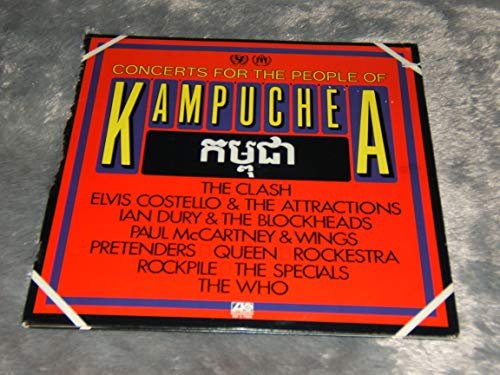 CONCERTS FOR THE PEOPLE OF
KAMPUCHEA
កម្ពុជា
THE CLASH
ELVIS COSTELLO & THE ATTRACTIONS
IAN DURY & THE BLOCKHEADS
PAUL McCARTNEY & WINGS
PRETENDERS QUEEN ROCKESTRA
ROCKPILE THE SPECIALS
THE WHO